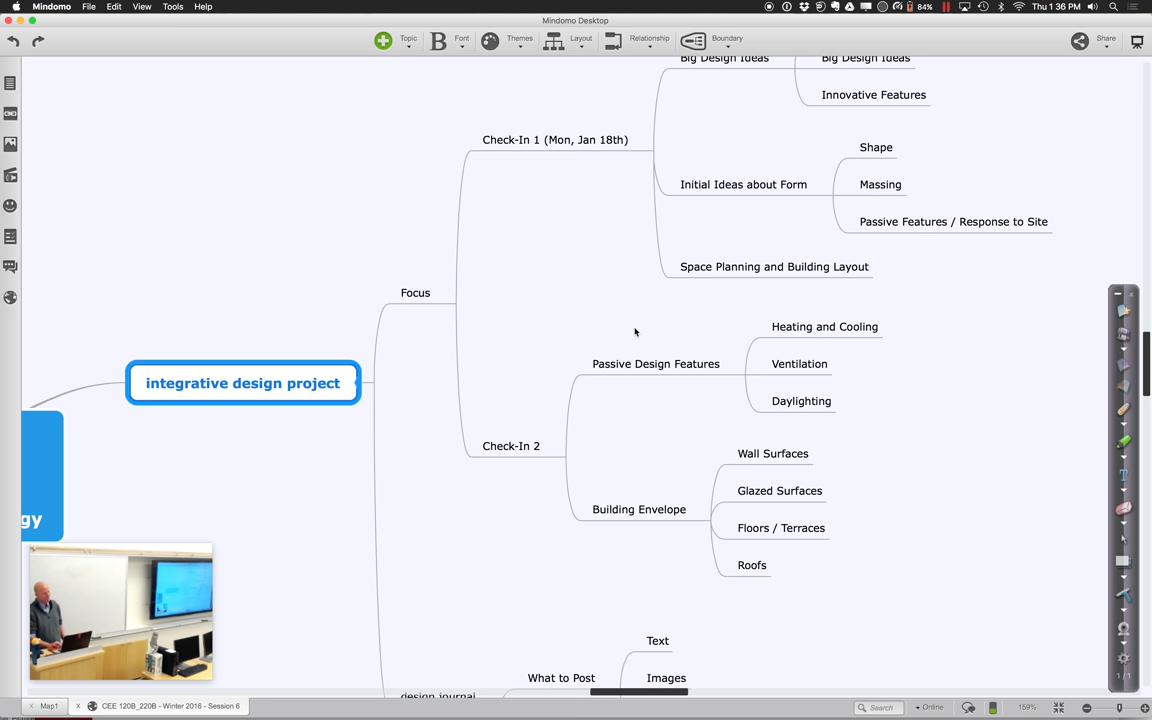 Mindomo File Edit View Tools Help
84% Thu 1:36 PM
Mindomo Desktop
Topic Font Themes Layout Relationship Boundary Share
Big Design Ideas Big Design Ideas
Innovative Features
Check-In 1 (Mon, Jan 18th)
Shape
Initial Ideas about Form Massing
Passive Features / Response to Site
Space Planning and Building Layout
Focus
Heating and Cooling
Passive Design Features Ventilation
integrative design project
Daylighting
Check-In 2
Wall Surfaces
Glazed Surfaces
Building Envelope
Floors / Terraces
gy
Roofs
Text
What to Post Images
design journal
1 / 1
Map1 CEE 120B_220B - Winter 2016 - Session 6 Search Online 159%